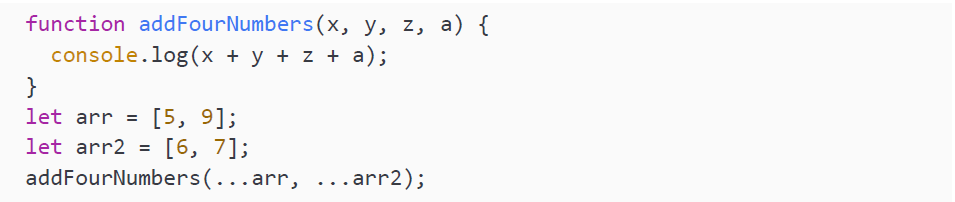 function addFourNumbers(x, y, z, a) {
  console.log(x + y + z + a);
}
let arr = [5, 9];
let arr2 = [6, 7];
addFourNumbers(...arr, ...arr2);